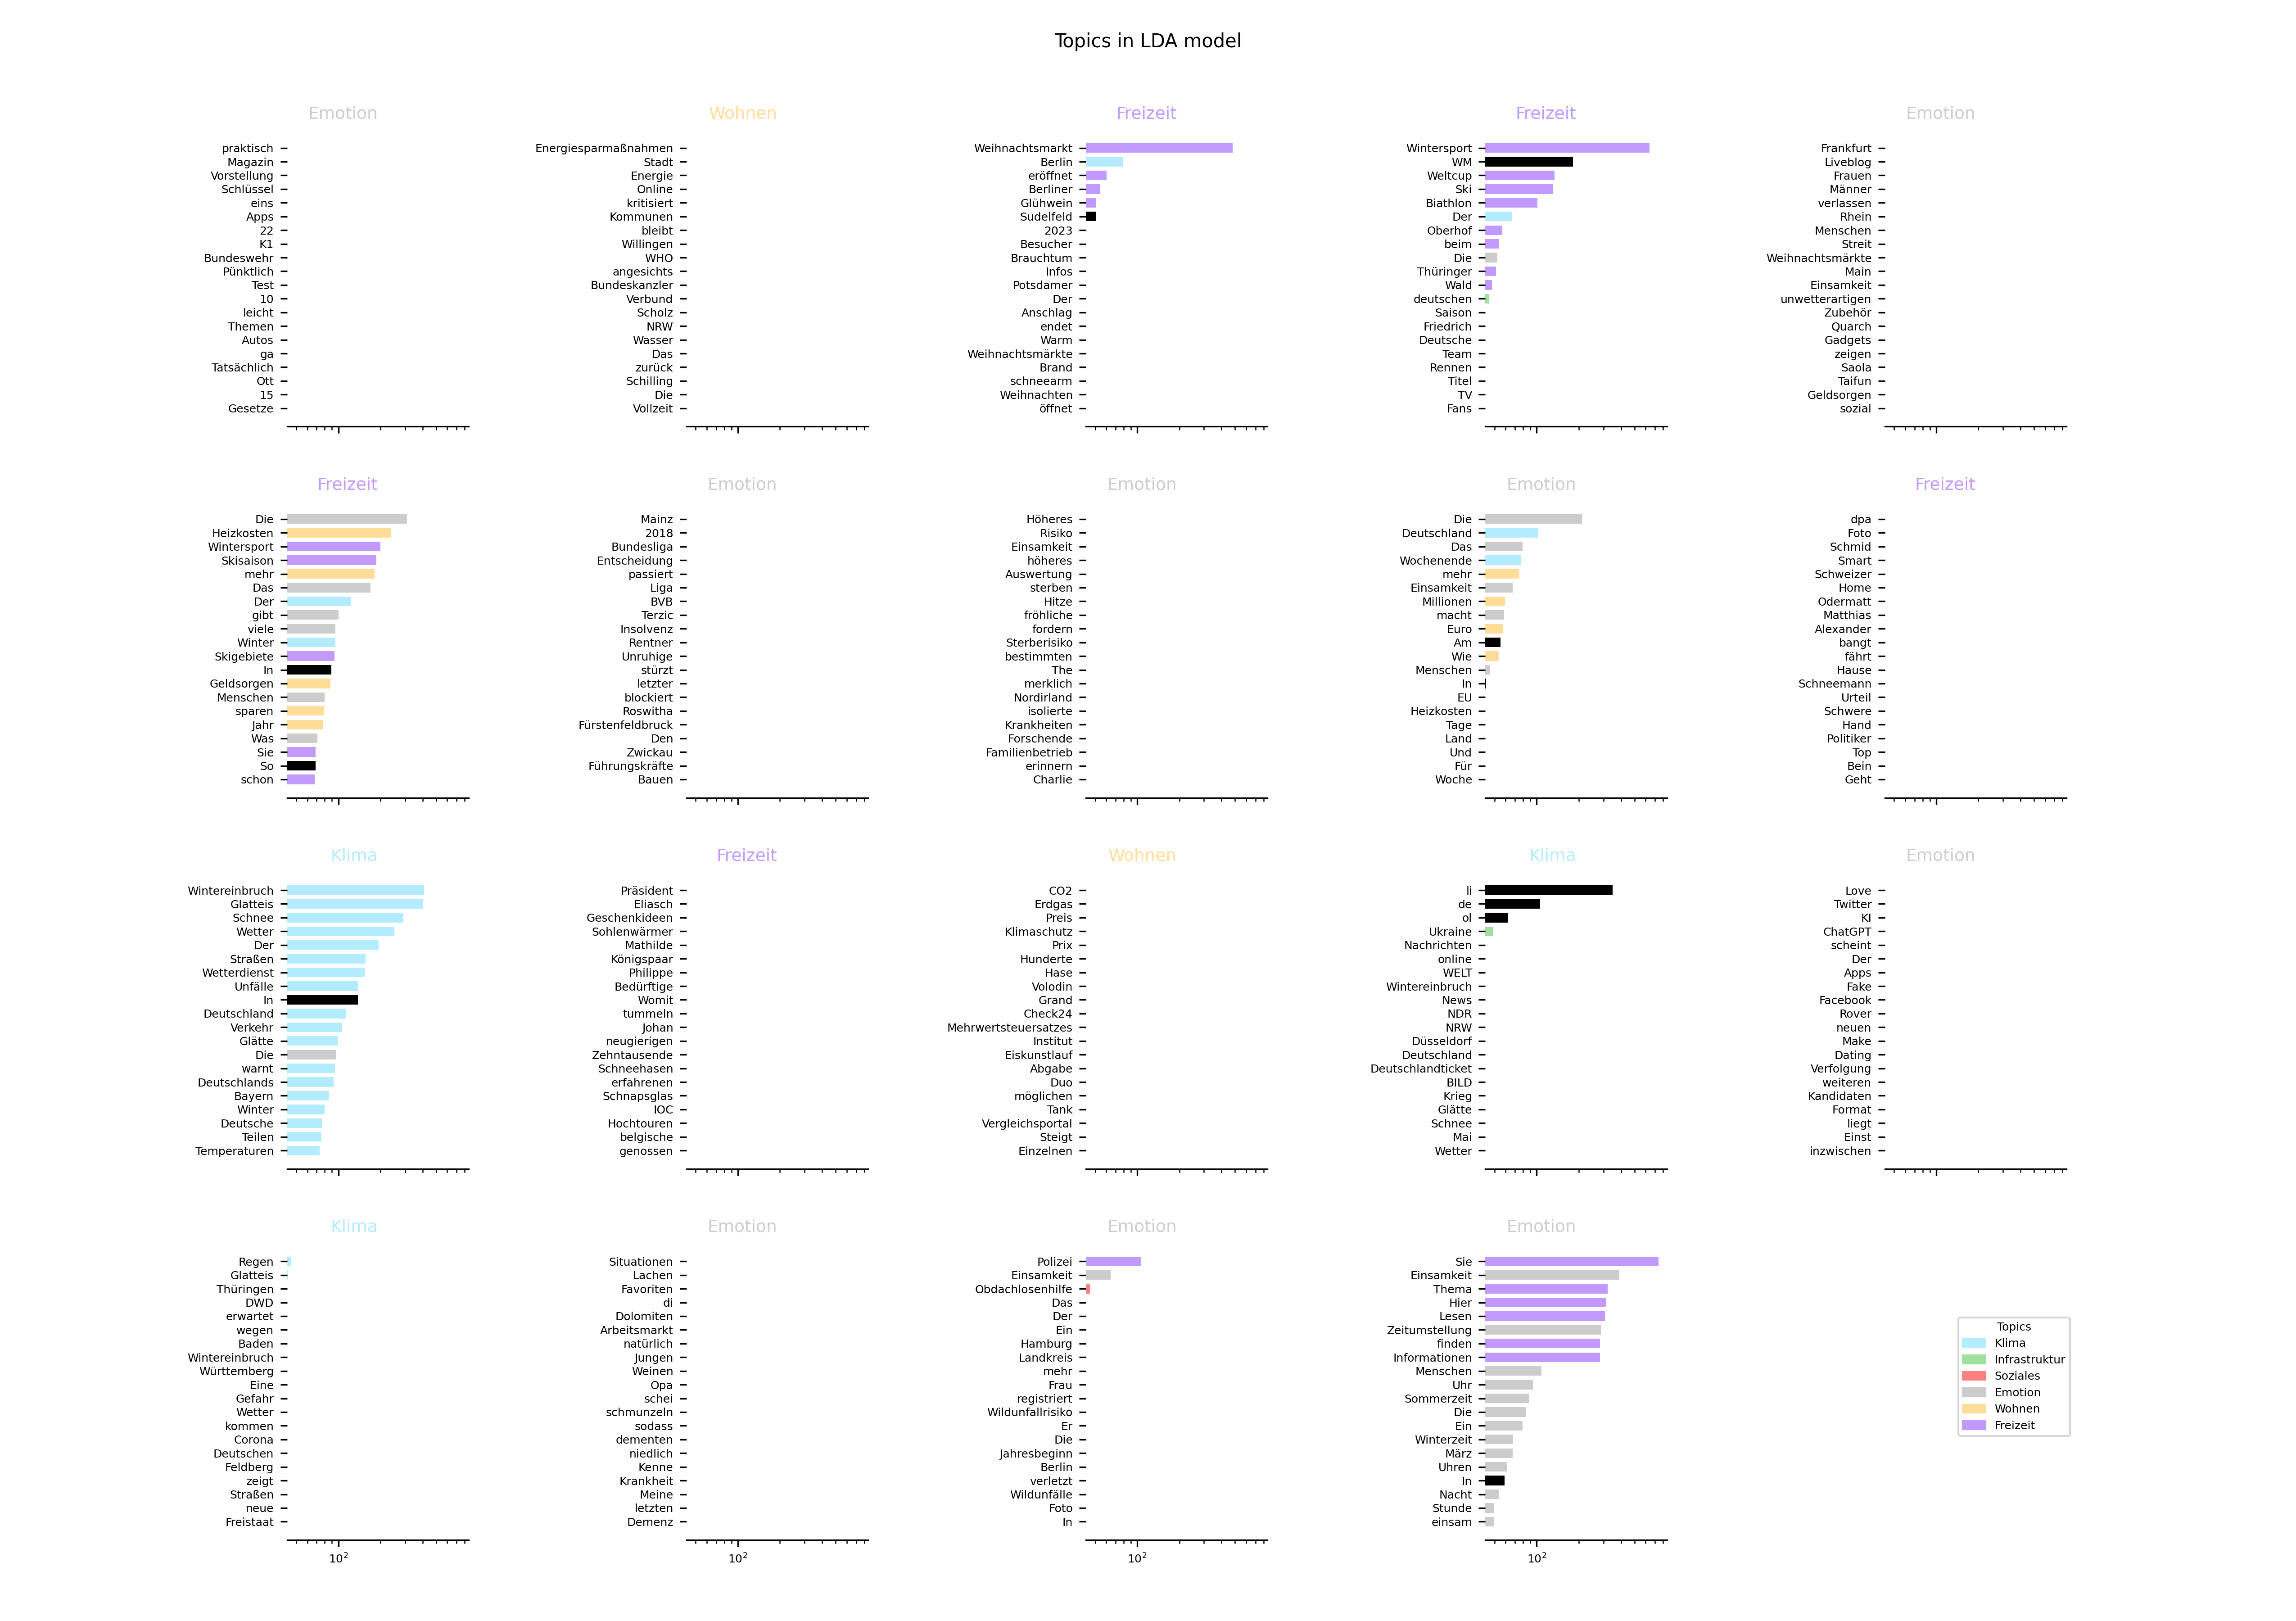 Topics in LDA model
Emotion
praktisch
Magazin
Vorstellung
Schlüssel
eins
Apps
22
K1
Bundeswehr
Pünktlich
Test
10
leicht
Themen
Autos
ga
Tatsächlich
Ott
15
Gesetze
Wohnen
Energiesparmaßnahmen
Stadt
Energie
Online
kritisiert
Kommunen
bleibt
Willingen
WHO
angesichts
Bundeskanzler
Verbund
Scholz
NRW
Wasser
Das
zurück
Schilling
Die
Vollzeit
Freizeit
Weihnachtsmarkt
Berlin
eröffnet
Berliner
Glühwein
Sudelfeld
2023
Besucher
Brauchtum
Infos
Potsdamer
Der
Anschlag
endet
Warm
Weihnachtsmärkte
Brand
schneearm
Weihnachten
öffnet
Freizeit
Wintersport
WM
Weltcup
Ski
Biathlon
Der
Oberhof
beim
Die
Thüringer
Wald
deutschen
Saison
Friedrich
Deutsche
Team
Rennen
Titel
TV
Fans
Emotion
Frankfurt
Liveblog
Frauen
Männer
verlassen
Rhein
Menschen
Streit
Weihnachtsmärkte
Main
Einsamkeit
unwetterartigen
Zubehör
Quarch
Gadgets
zeigen
Saola
Taifun
Geldsorgen
sozial
Freizeit
Die
Heizkosten
Wintersport
Skisaison
mehr
Das
Der
gibt
viele
Winter
Skigebiete
In
Geldsorgen
Menschen
sparen
Jahr
Was
Sie
So
schon
Emotion
Mainz
2018
Bundesliga
Entscheidung
passiert
Liga
BVB
Terzic
Insolvenz
Rentner
Unruhige
stürzt
letzter
blockiert
Roswitha
Fürstenfeldbruck
Den
Zwickau
Führungskräfte
Bauen
Emotion
Höheres
Risiko
Einsamkeit
höheres
Auswertung
sterben
Hitze
fröhliche
fordern
Sterberisiko
bestimmten
The
merklich
Nordirland
isolierte
Krankheiten
Forschende
Familienbetrieb
erinnern
Charlie
Emotion
Die
Deutschland
Das
Wochenende
mehr
Einsamkeit
Millionen
macht
Euro
Am
Wie
Menschen
In
EU
Heizkosten
Tage
Land
Und
Für
Woche
Freizeit
dpa
Foto
Schmid
Smart
Schweizer
Home
Odermatt
Matthias
Alexander
bangt
fährt
Hause
Schneemann
Urteil
Schwere
Hand
Politiker
Top
Bein
Geht
Klima
Wintereinbruch
Glatteis
Schnee
Wetter
Der
Straßen
Wetterdienst
Unfälle
In
Deutschland
Verkehr
Glätte
Die
warnt
Deutschlands
Bayern
Winter
Deutsche
Teilen
Temperaturen
Freizeit
Präsident
Eliasch
Geschenkideen
Sohlenwärmer
Mathilde
Königspaar
Philippe
Bedürftige
Womit
tummeln
Johan
neugierigen
Zehntausende
Schneehasen
erfahrenen
Schnapsglas
IOC
Hochtouren
belgische
genossen
Wohnen
CO2
Erdgas
Preis
Klimaschutz
Prix
Hunderte
Hase
Volodin
Grand
Check24
Mehrwertsteuersatzes
Institut
Eiskunstlauf
Abgabe
Duo
möglichen
Tank
Vergleichsportal
Steigt
Einzelnen
Klima
li
de
ol
Ukraine
Nachrichten
online
WELT
Wintereinbruch
News
NDR
NRW
Düsseldorf
Deutschland
Deutschlandticket
BILD
Krieg
Glätte
Schnee
Mai
Wetter
Emotion
Love
Twitter
KI
ChatGPT
scheint
Der
Apps
Fake
Facebook
Rover
neuen
Make
Dating
Verfolgung
weiteren
Kandidaten
Format
liegt
Einst
inzwischen
Klima
Regen
Glatteis
Thüringen
DWD
erwartet
wegen
Baden
Wintereinbruch
Württemberg
Eine
Gefahr
Wetter
kommen
Corona
Deutschen
Feldberg
zeigt
Straßen
neue
Freistaat
10²
Emotion
Situationen
Lachen
Favoriten
di
Dolomiten
Arbeitsmarkt
natürlich
Jungen
Weinen
Opa
schei
schmunzeln
sodass
dementen
niedlich
Kenne
Krankheit
Meine
letzten
Demenz
10²
Emotion
Polizei
Einsamkeit
Obdachlosenhilfe
Das
Der
Ein
Hamburg
Landkreis
mehr
Frau
registriert
Wildunfallrisiko
Er
Die
Jahresbeginn
Berlin
verletzt
Wildunfälle
Foto
In
10²
Emotion
Sie
Einsamkeit
Thema
Hier
Lesen
Zeitumstellung
finden
Informationen
Menschen
Uhr
Sommerzeit
Die
Ein
Winterzeit
März
Uhren
In
Nacht
Stunde
einsam
10²
Topics
Klima
Infrastruktur
Soziales
Emotion
Wohnen
Freizeit